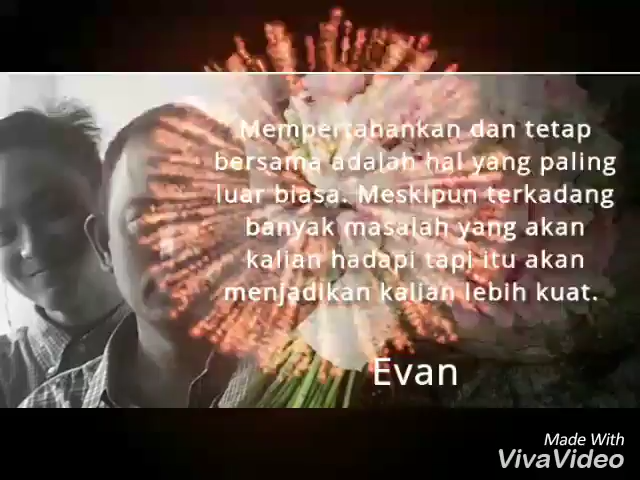 Mempertahankan dan tetap
bersama adalah hal yang paling
luar biasa. Meskipun terkadang
banyak masalah yang akan
kalian hadapi tapi itu akan
menjadikan kalian lebih kuat.
Evan
Made With
VivaVideo